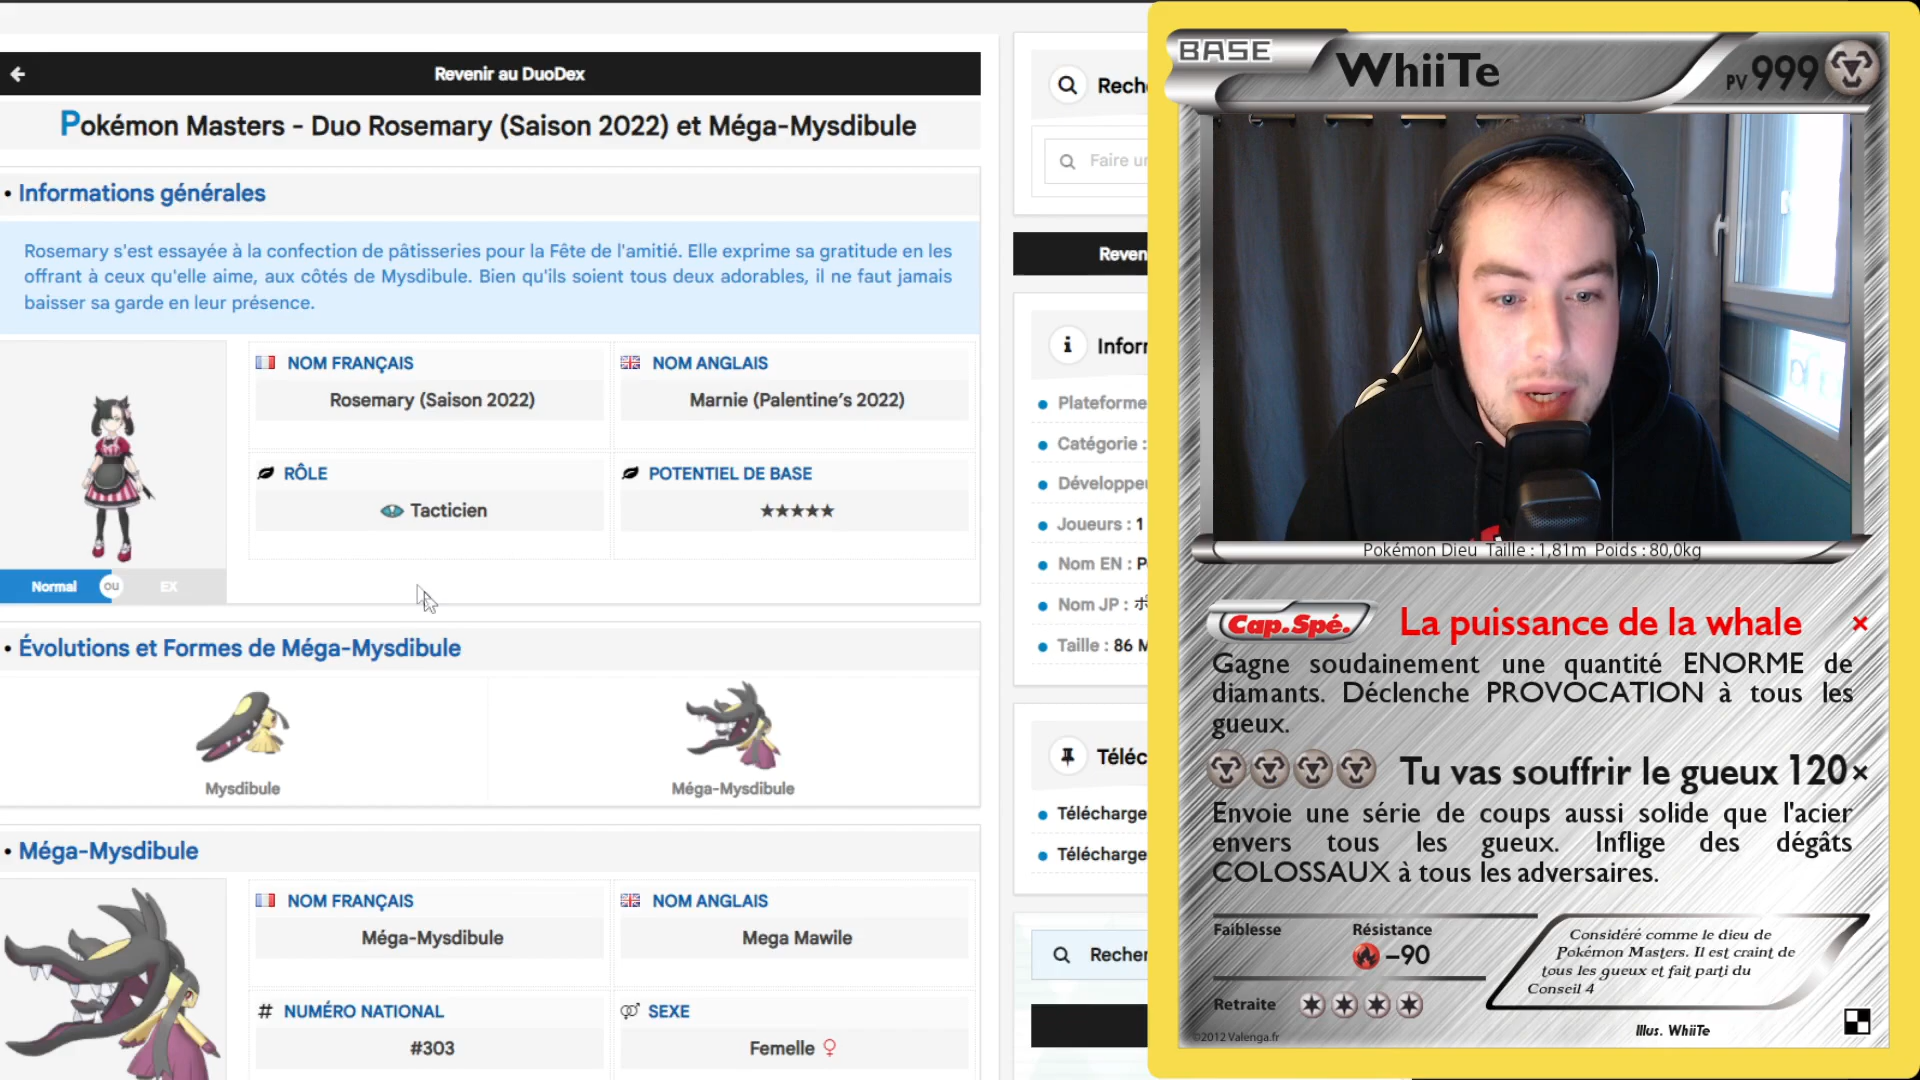 Revenir au DuoDex
Pokémon Masters - Duo Rosemary (Saison 2022) et Méga-Mysdibule
• Informations générales
Rosemary s'est essayée à la confection de pâtisseries pour la Fête de l'amitié. Elle exprime sa gratitude en les
offrant à ceux qu'elle aime, aux côtés de Mysdibule. Bien qu'ils soient tous deux adorables, il ne faut jamais
baisser sa garde en leur présence.
NOM FRANÇAIS
Rosemary (Saison 2022)
NOM ANGLAIS
Marnie (Palentine's 2022)
RÔLE
Tacticien
POTENTIEL DE BASE
★★★★★
Normal ou EX
• Évolutions et Formes de Méga-Mysdibule
Mysdibule
Méga-Mysdibule
• Méga-Mysdibule
NOM FRANÇAIS
Méga-Mysdibule
NOM ANGLAIS
Mega Mawile
# NUMÉRO NATIONAL
#303
SEXE
Femelle ♀
Rech
Faire un
Reven
Infor
Plateforme
Catégorie :
Développe
Joueurs : 1
Nom EN : P
Nom JP : ポ
Taille : 86 M
Téléc
Télécharge
Télécharge
Recher
BASE
WhiiTe
PV 999
Pokémon Dieu Taille : 1,81m Poids : 80,0kg
Cap.Spé. La puissance de la whale ×
Gagne soudainement une quantité ENORME de
diamants. Déclenche PROVOCATION à tous les
gueux.
Tu vas souffrir le gueux 120×
Envoie une série de coups aussi solide que l'acier
envers tous les gueux. Inflige des dégâts
COLOSSAUX à tous les adversaires.
Faiblesse
Résistance
–90
Retraite
Considéré comme le dieu de
Pokémon Masters. Il est craint de
tous les gueux et fait parti du
Conseil 4
Illus. WhiiTe
©2012 Valenga.fr